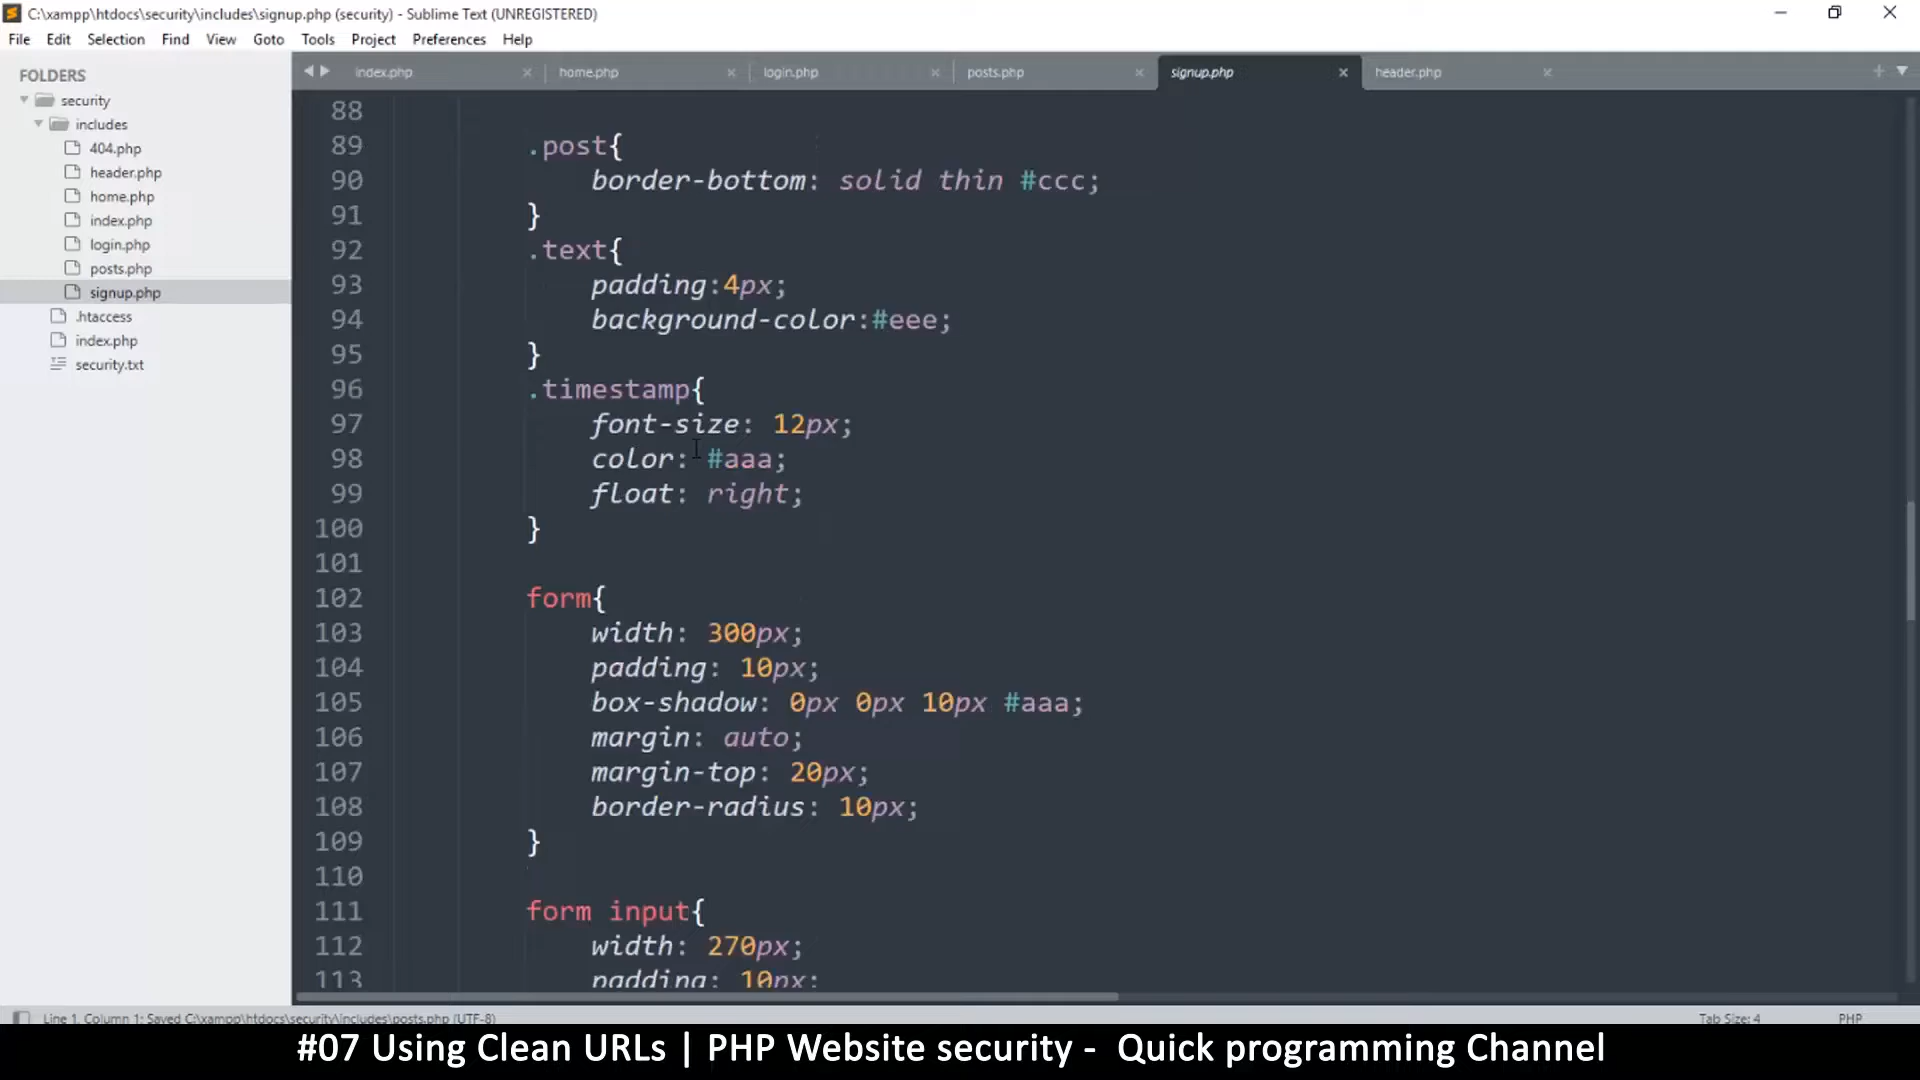 C:\xampp\htdocs\security\includes\signup.php (security) - Sublime Text (UNREGISTERED)
File Edit Selection Find View Goto Tools Project Preferences Help
FOLDERS
security
includes
404.php
header.php
home.php
index.php
login.php
posts.php
signup.php
.htaccess
index.php
security.txt
index.php home.php login.php posts.php signup.php header.php
88
89 .post{
90 border-bottom: solid thin #ccc;
91 }
92 .text{
93 padding:4px;
94 background-color:#eee;
95 }
96 .timestamp{
97 font-size: 12px;
98 color: #aaa;
99 float: right;
100 }
101
102 form{
103 width: 300px;
104 padding: 10px;
105 box-shadow: 0px 0px 10px #aaa;
106 margin: auto;
107 margin-top: 20px;
108 border-radius: 10px;
109 }
110
111 form input{
112 width: 270px;
113 padding: 10px;
Line 1, Column 1; Saved C:\xampp\htdocs\security\includes\posts.php (UTF-8) Tab Size: 4 PHP
#07 Using Clean URLs | PHP Website security - Quick programming Channel